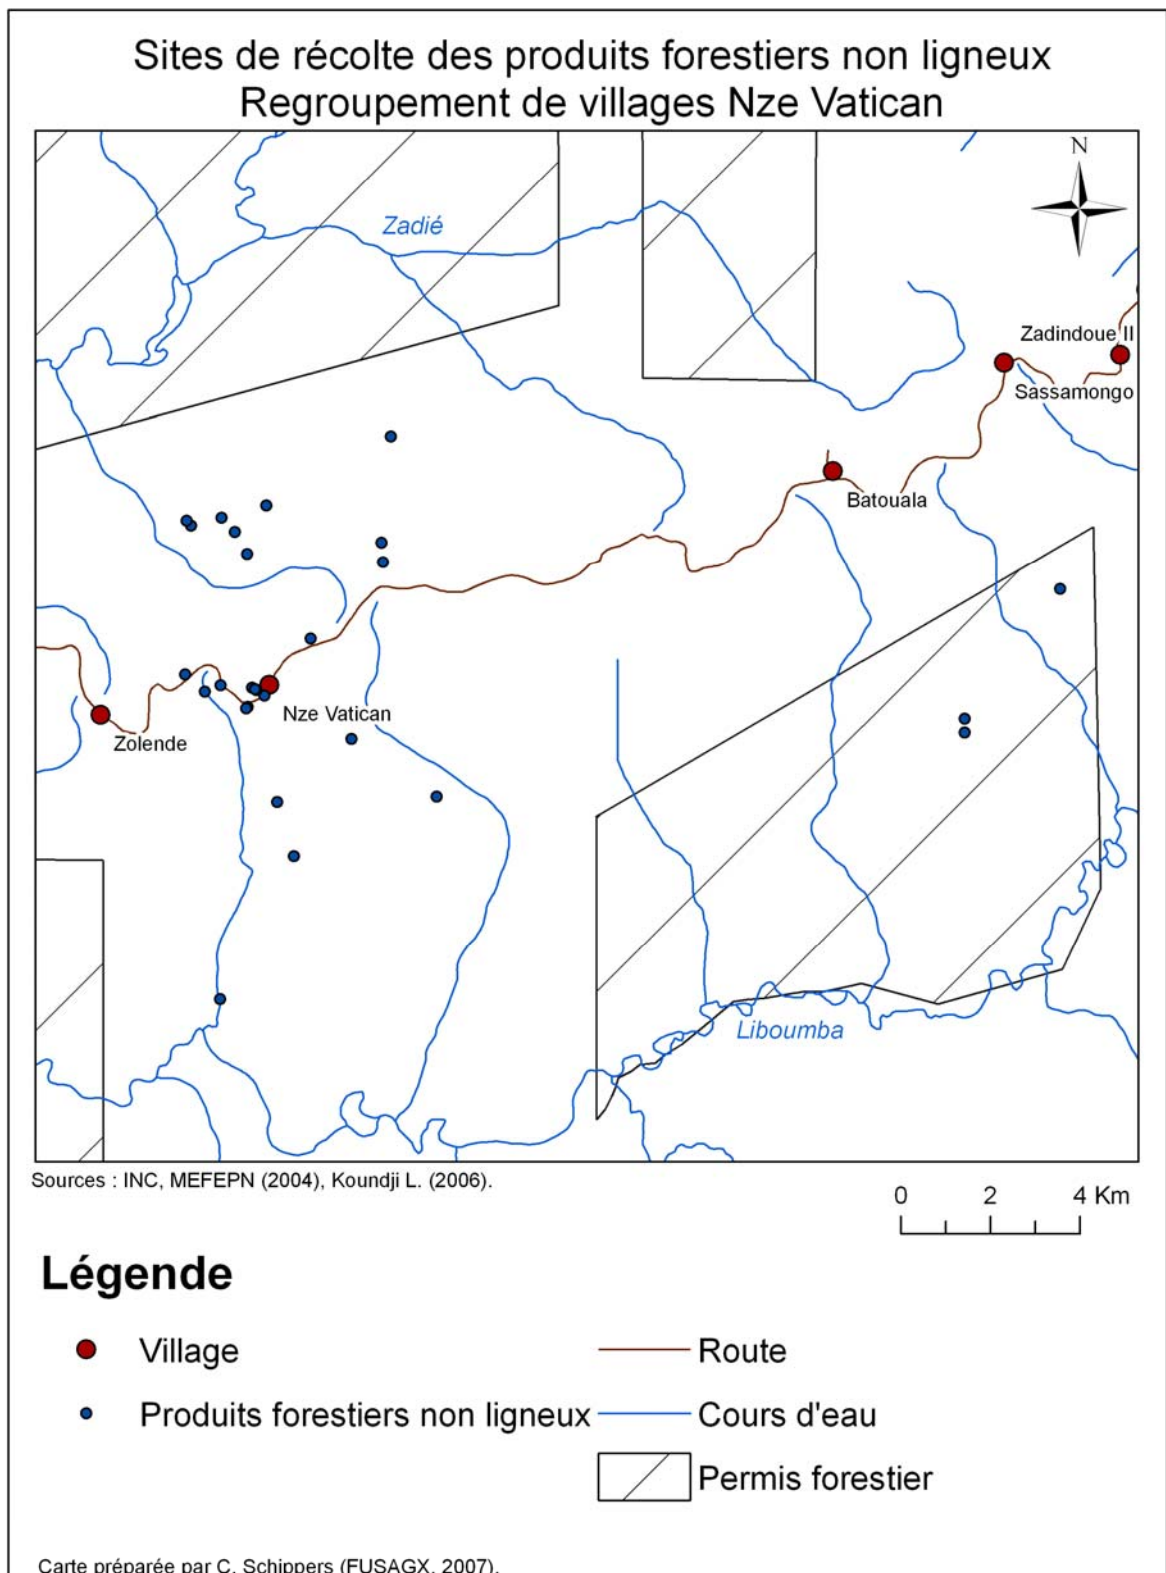 Sites de récolte des produits forestiers non ligneux
Regroupement de villages Nze Vatican
N
Zadié
Zadindoue II
Sassamongo
Batouala
Nze Vatican
Zolende
Liboumba
Sources : INC, MEFEPN (2004), Koundji L. (2006).
0 2 4 Km
Légende
Village
Route
Produits forestiers non ligneux
Cours d'eau
Permis forestier
Carte préparée par C. Schippers (FUSAGX, 2007).